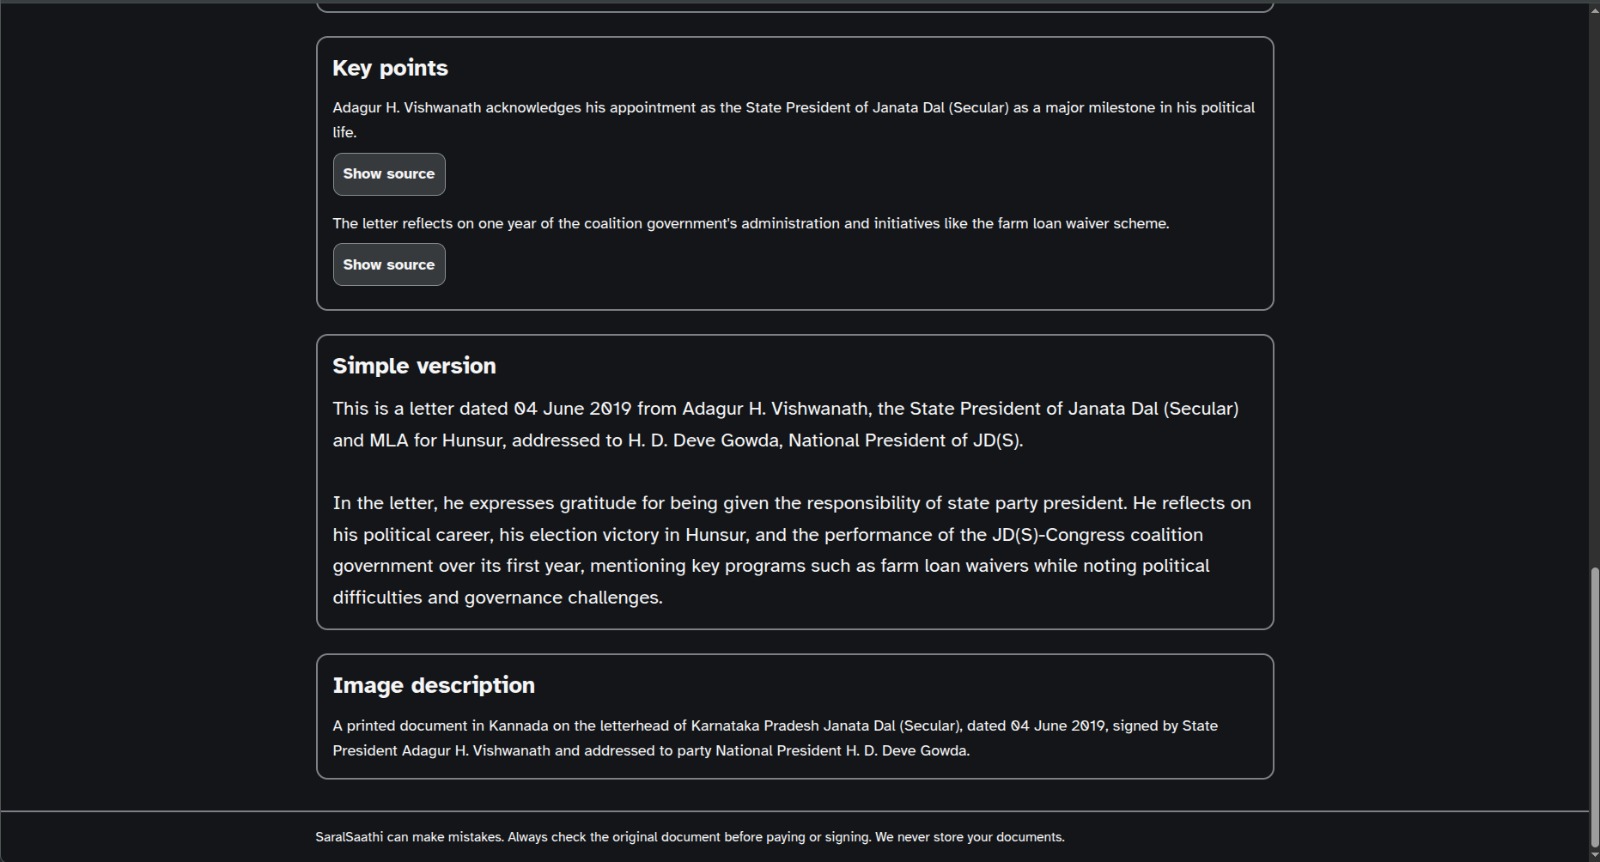 Key points
Adagur H. Vishwanath acknowledges his appointment as the State President of Janata Dal (Secular) as a major milestone in his political
life.
Show source
The letter reflects on one year of the coalition government's administration and initiatives like the farm loan waiver scheme.
Show source
Simple version
This is a letter dated 04 June 2019 from Adagur H. Vishwanath, the State President of Janata Dal (Secular)
and MLA for Hunsur, addressed to H. D. Deve Gowda, National President of JD(S).
In the letter, he expresses gratitude for being given the responsibility of state party president. He reflects on
his political career, his election victory in Hunsur, and the performance of the JD(S)-Congress coalition
government over its first year, mentioning key programs such as farm loan waivers while noting political
difficulties and governance challenges.
Image description
A printed document in Kannada on the letterhead of Karnataka Pradesh Janata Dal (Secular), dated 04 June 2019, signed by State
President Adagur H. Vishwanath and addressed to party National President H. D. Deve Gowda.
SaralSaathi can make mistakes. Always check the original document before paying or signing. We never store your documents.